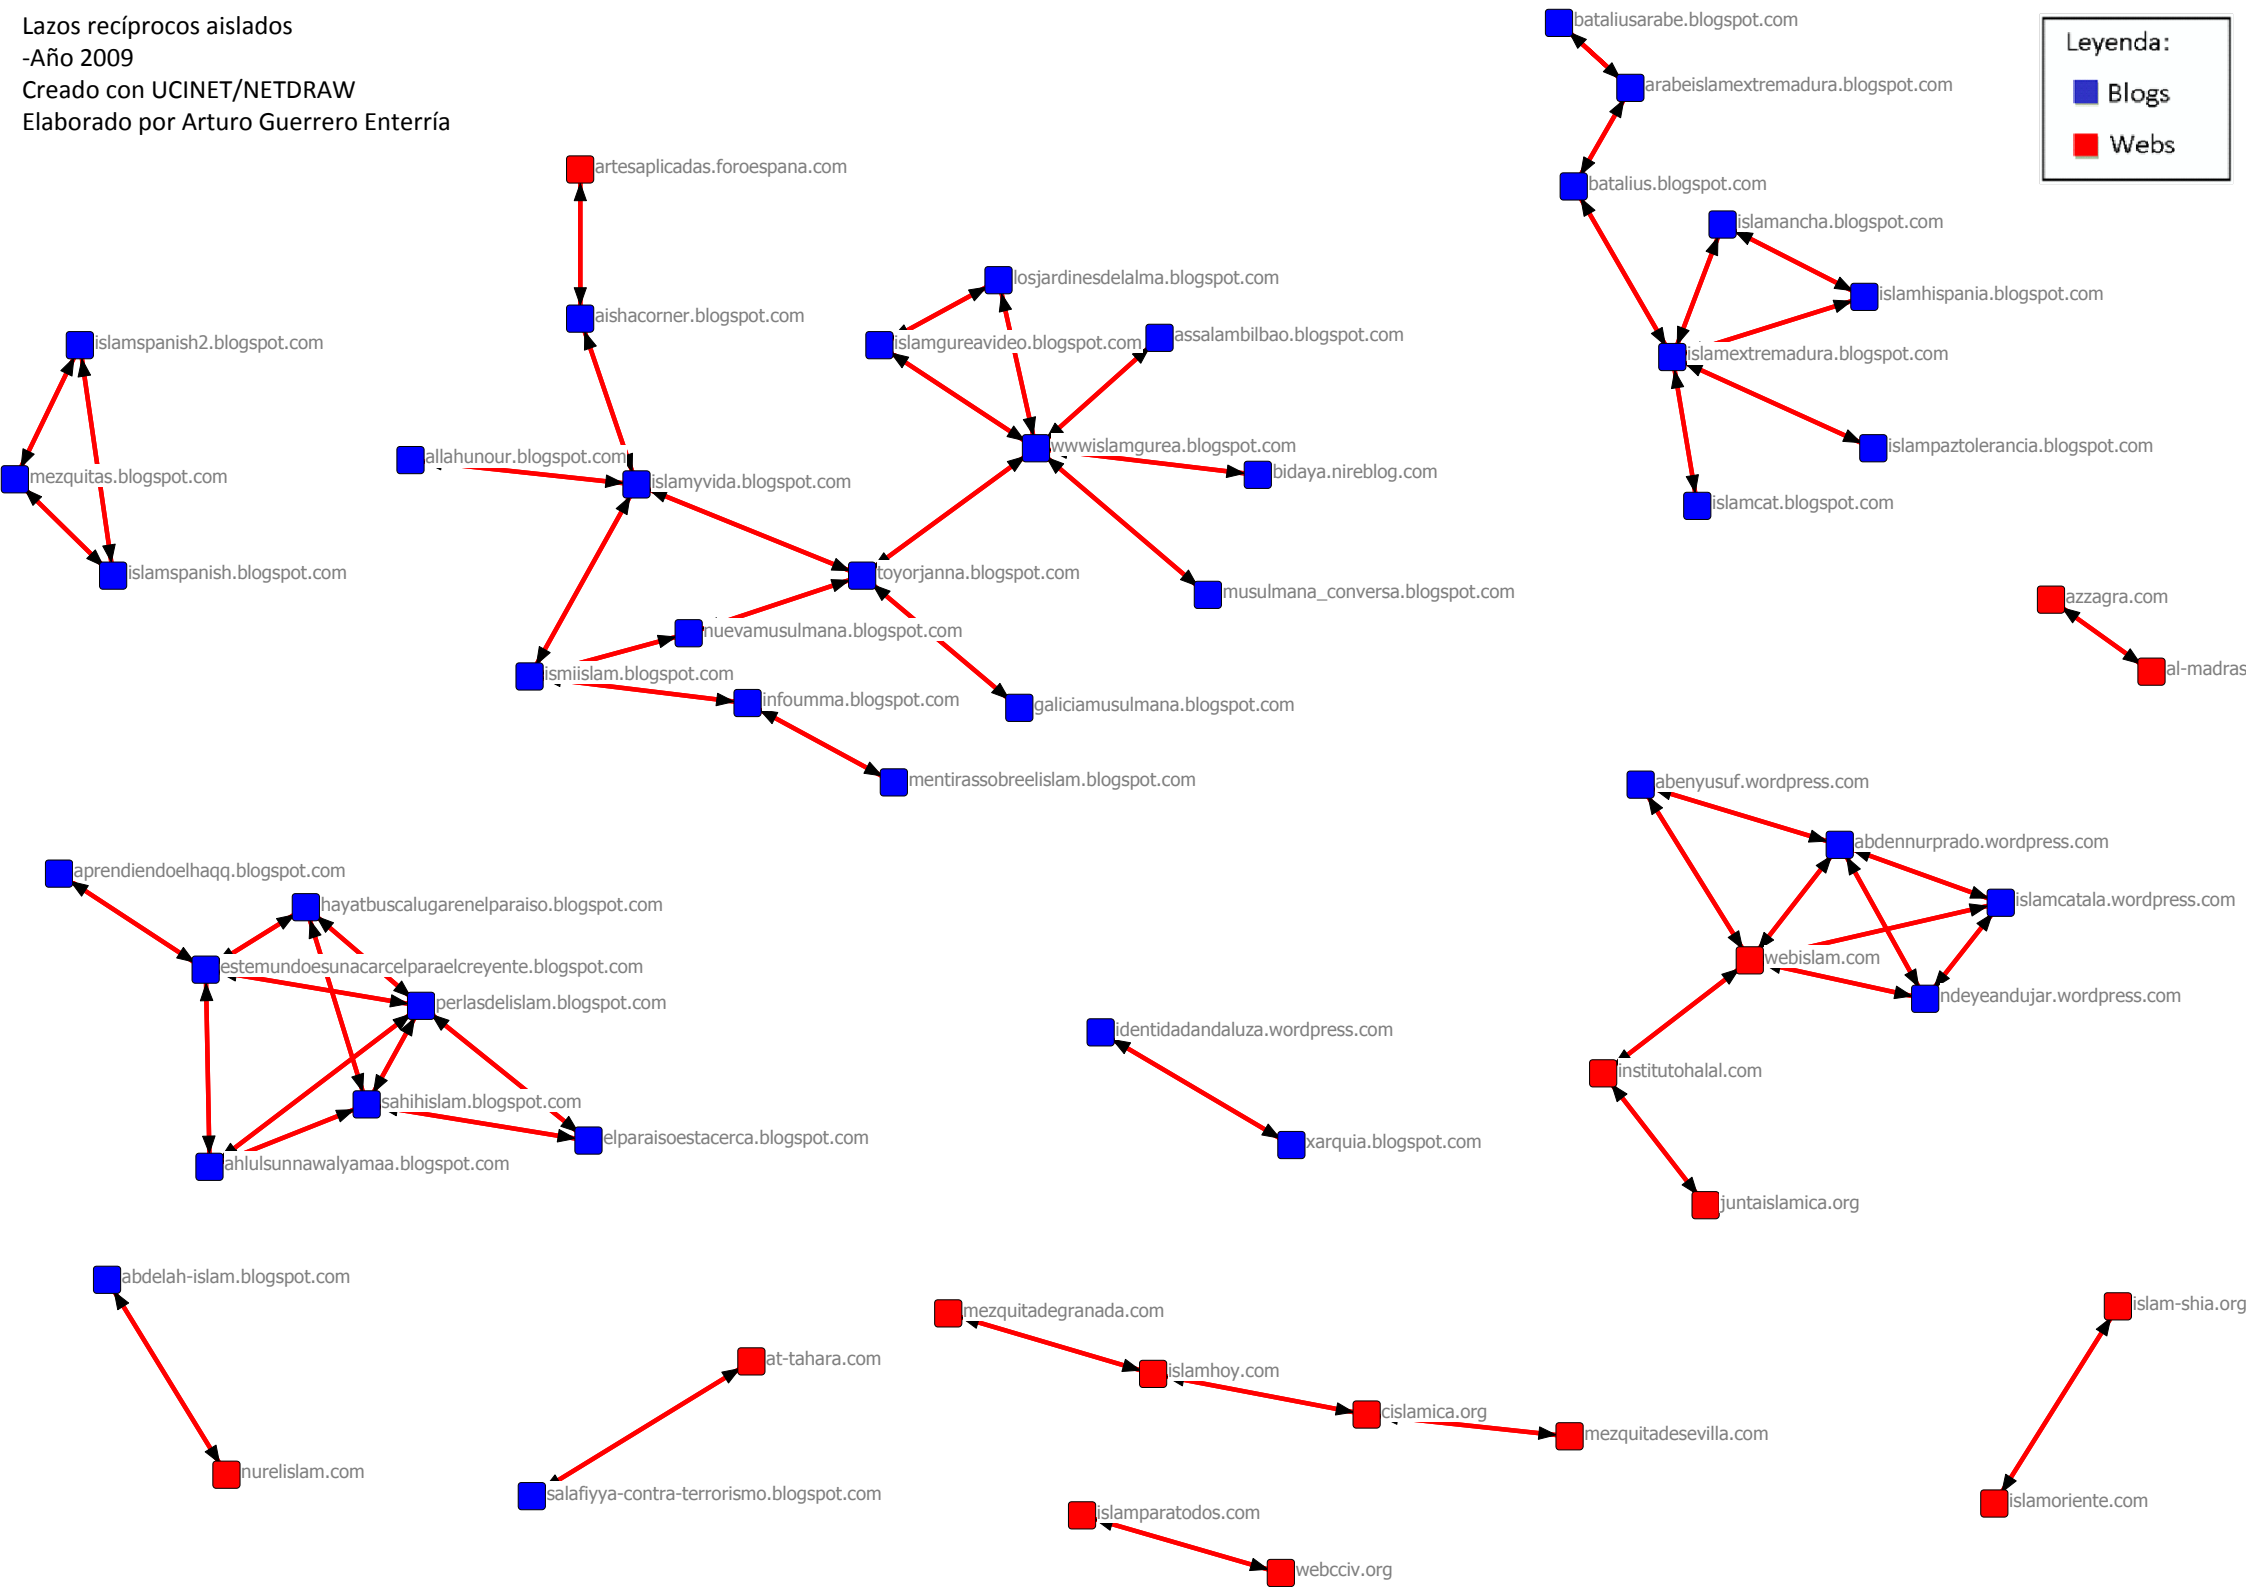 Lazos recíprocos aislados
-Año 2009
Creado con UCINET/NETDRAW
Elaborado por Arturo Guerrero Enterría
Leyenda:
Blogs
Webs
bataliusarabe.blogspot.com
arabeislamextremadura.blogspot.com
batalius.blogspot.com
islamancha.blogspot.com
islamhispania.blogspot.com
islamextremadura.blogspot.com
islampaztolerancia.blogspot.com
islamcat.blogspot.com
artesaplicadas.foroespana.com
aishacorner.blogspot.com
losjardinesdelalma.blogspot.com
islamgureavideo.blogspot.com
assalambilbao.blogspot.com
wwwislamgurea.blogspot.com
bidaya.nireblog.com
allahunour.blogspot.com
islamyvida.blogspot.com
toyorjanna.blogspot.com
musulmana_conversa.blogspot.com
nuevamusulmana.blogspot.com
ismiislam.blogspot.com
infoumma.blogspot.com
galiciamusulmana.blogspot.com
mentirassobreelislam.blogspot.com
islamspanish2.blogspot.com
mezquitas.blogspot.com
islamspanish.blogspot.com
azzagra.com
al-madras
abenyusuf.wordpress.com
abdennurprado.wordpress.com
islamcatala.wordpress.com
webislam.com
ndeyeandujar.wordpress.com
institutohalal.com
juntaislamica.org
aprendiendoelhaqq.blogspot.com
hayatbuscalugarenelparaiso.blogspot.com
estemundoesunacarcelparaelcreyente.blogspot.com
perlasdelislam.blogspot.com
sahihislam.blogspot.com
elparaisoestacerca.blogspot.com
ahlulsunnawalyamaa.blogspot.com
identidadandaluza.wordpress.com
xarquia.blogspot.com
abdelah-islam.blogspot.com
nurelislam.com
at-tahara.com
salafiyya-contra-terrorismo.blogspot.com
mezquitadegranada.com
islamhoy.com
cislamica.org
mezquitadesevilla.com
islamparatodos.com
webcciv.org
islam-shia.org
islamoriente.com